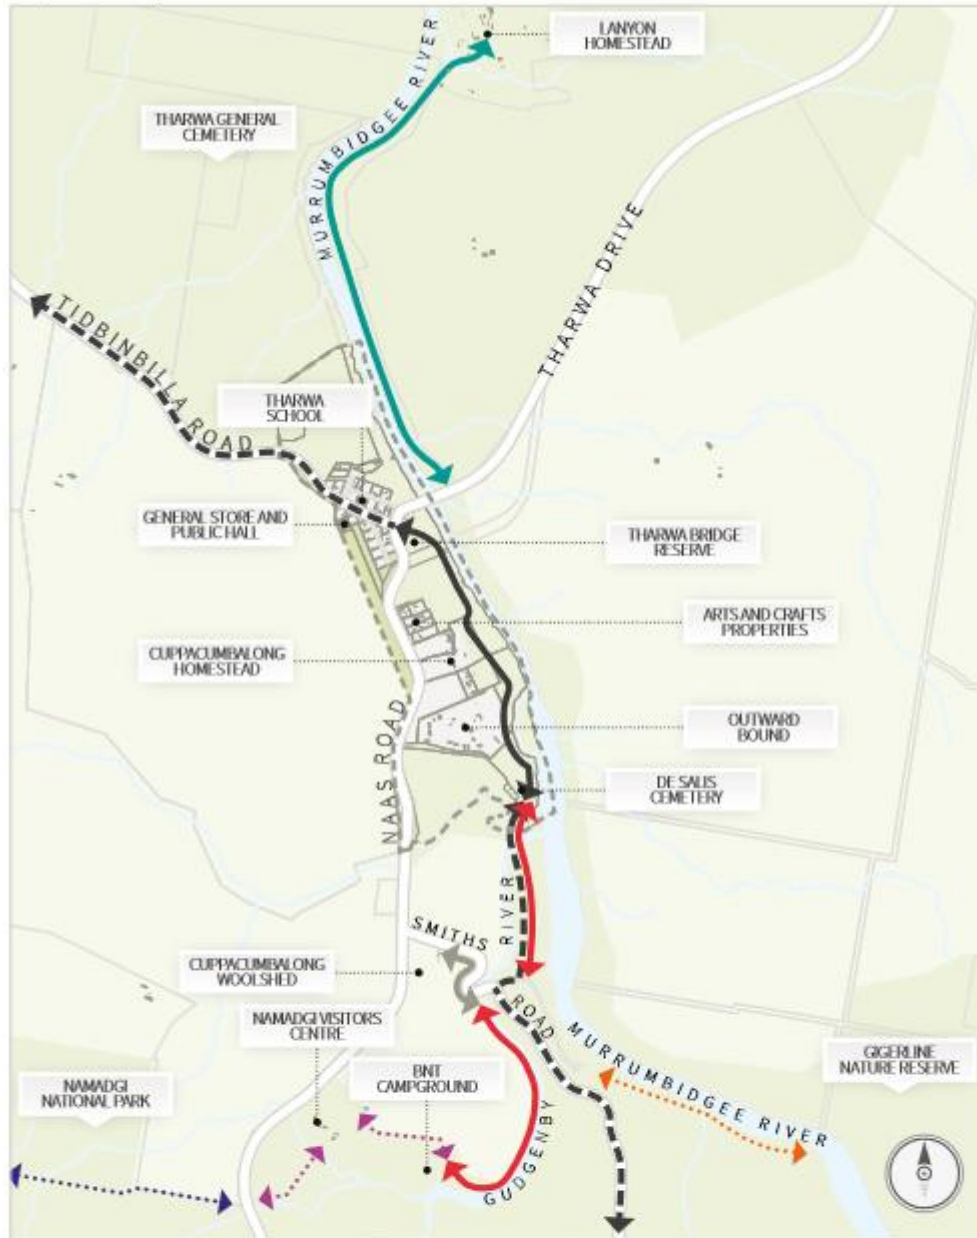 LANYON
HOMESTEAD
MURRUMBIDGEE RIVER
THARWA GENERAL
CEMETERY
THARWA DRIVE
TIDBINBILLA ROAD
THARWA
SCHOOL
GENERAL STORE AND
PUBLIC HALL
THARWA BRIDGE
RESERVE
ARTS AND CRAFTS
PROPERTIES
CUPPACUMBALONG
HOMESTEAD
OUTWARD
BOUND
NAAS ROAD
DE SALIS
CEMETERY
RIVER
SMITHS
ROAD
CUPPACUMBALONG
WOOLSHED
NAMADGI VISITORS
CENTRE
MURRUMBIDGEE RIVER
GIGERLINE
NATURE RESERVE
BNT
CAMPGROUND
NAMADGI
NATIONAL PARK
GUDGENBY